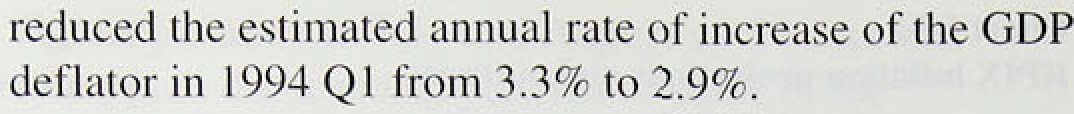 reduced the estimated annual rate of increase of the GDP
deflator in 1994 Q1 from 3.3% to 2.9%.